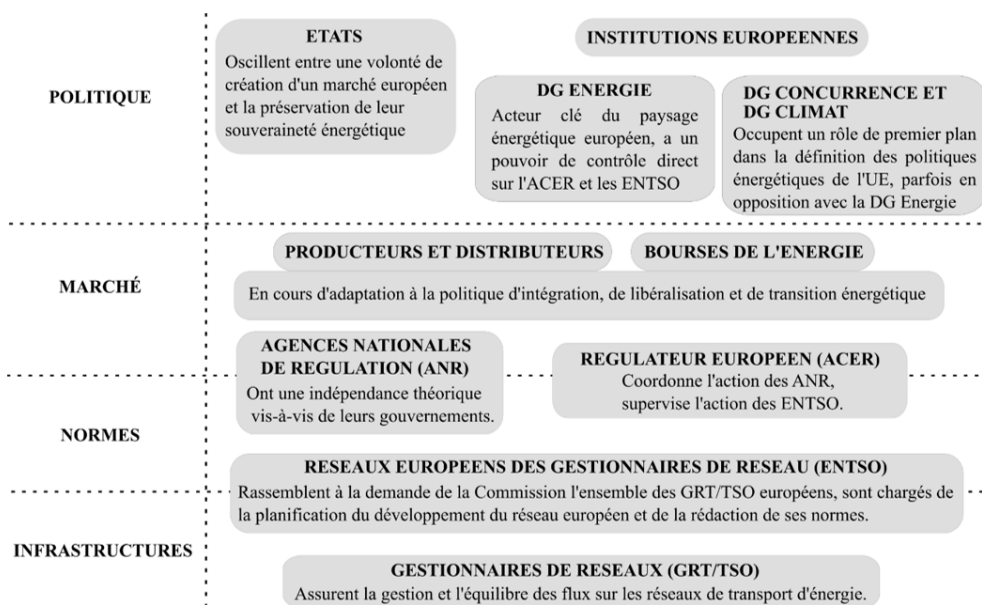 POLITIQUE
ETATS
Oscillent entre une volonté de
création d'un marché européen
et la préservation de leur
souveraineté énergétique
INSTITUTIONS EUROPEENNES
DG ENERGIE
Acteur clé du paysage
énergétique européen, a un
pouvoir de contrôle direct
sur l'ACER et les ENTSO
DG CONCURRENCE ET
DG CLIMAT
Occupent un rôle de premier plan
dans la définition des politiques
énergétiques de l'UE, parfois en
opposition avec la DG Energie
MARCHÉ
PRODUCTEURS ET DISTRIBUTEURS
BOURSES DE L'ENERGIE
En cours d'adaptation à la politique d'intégration, de libéralisation et de transition énergétique
AGENCES NATIONALES
DE REGULATION (ANR)
Ont une indépendance théorique
vis-à-vis de leurs gouvernements.
REGULATEUR EUROPEEN (ACER)
Coordonne l'action des ANR,
supervise l'action des ENTSO.
NORMES
RESEAUX EUROPEENS DES GESTIONNAIRES DE RESEAU (ENTSO)
Rassemblent à la demande de la Commission l'ensemble des GRT/TSO européens, sont chargés de
la planification du développement du réseau européen et de la rédaction de ses normes.
INFRASTRUCTURES
GESTIONNAIRES DE RESEAUX (GRT/TSO)
Assurent la gestion et l'équilibre des flux sur les réseaux de transport d'énergie.